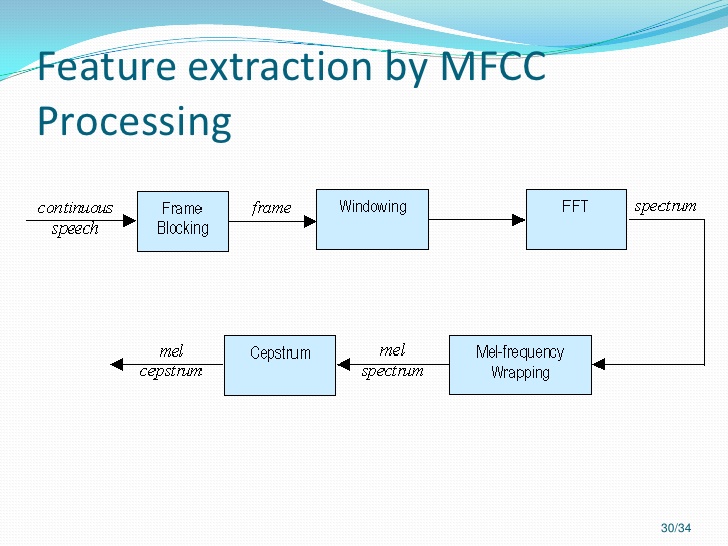 Feature extraction by MFCC
Processing
continuous
speech
Frame
Blocking
frame
Windowing
FFT
spectrum
mel
cepstrum
Cepstrum
mel
spectrum
Mel-frequency
Wrapping
30/34